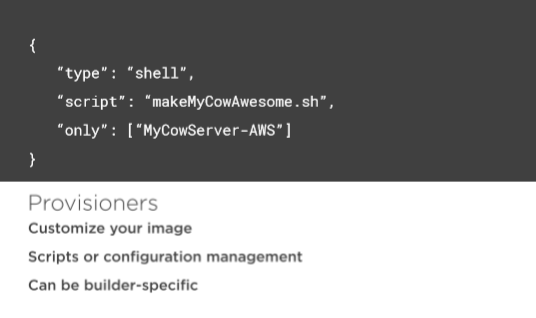 {
“type”: “shell”,
“script”: “makeMyCowAwesome.sh”,
“only”: [“MyCowServer-AWS”]
}
Provisioners
Customize your image
Scripts or configuration management
Can be builder-specific